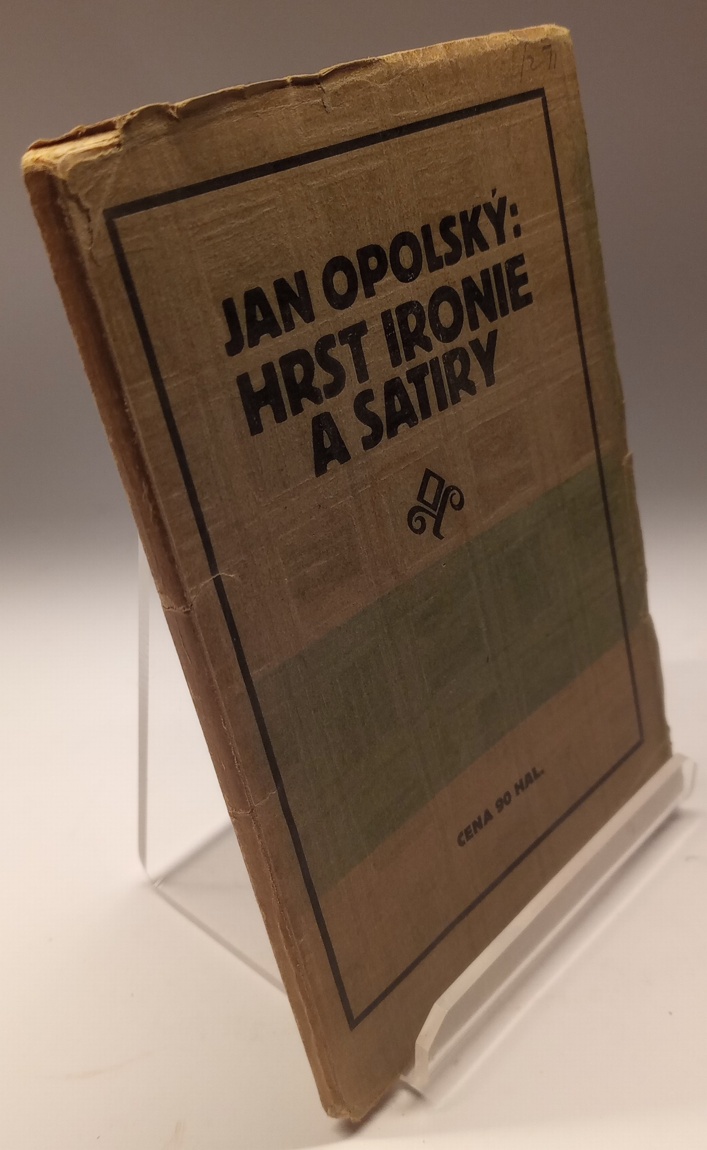 JAN OPOLSKÝ:
HRST IRONIE
A SATIRY
CENA 90 HAL.